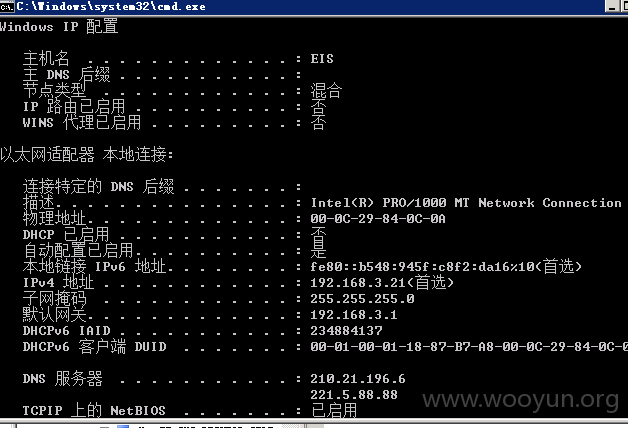 C:\Windows\system32\cmd.exe
Windows IP 配置
主机名 . . . . . . . . . . . . . : EIS
主 DNS 后缀 . . . . . . . . . . . :
节点类型 . . . . . . . . . . . . : 混合
IP 路由已启用 . . . . . . . . . . : 否
WINS 代理已启用 . . . . . . . . . : 否
以太网适配器 本地连接:
连接特定的 DNS 后缀 . . . . . . . :
描述. . . . . . . . . . . . . . . : Intel(R) PRO/1000 MT Network Connection
物理地址. . . . . . . . . . . . . : 00-0C-29-84-0C-0A
DHCP 已启用 . . . . . . . . . . . : 否
自动配置已启用. . . . . . . . . . : 是
本地链接 IPv6 地址. . . . . . . . : fe80::b548:945f:c8f2:da16%10(首选)
IPv4 地址 . . . . . . . . . . . . : 192.168.3.21(首选)
子网掩码 . . . . . . . . . . . . : 255.255.255.0
默认网关. . . . . . . . . . . . . : 192.168.3.1
DHCPv6 IAID . . . . . . . . . . . : 234884137
DHCPv6 客户端 DUID . . . . . . . : 00-01-00-01-18-87-B7-A8-00-0C-29-84-0C-0
DNS 服务器 . . . . . . . . . . . : 210.21.196.6
221.5.88.88
TCPIP 上的 NetBIOS . . . . . . . : 已启用
www.wooyun.org